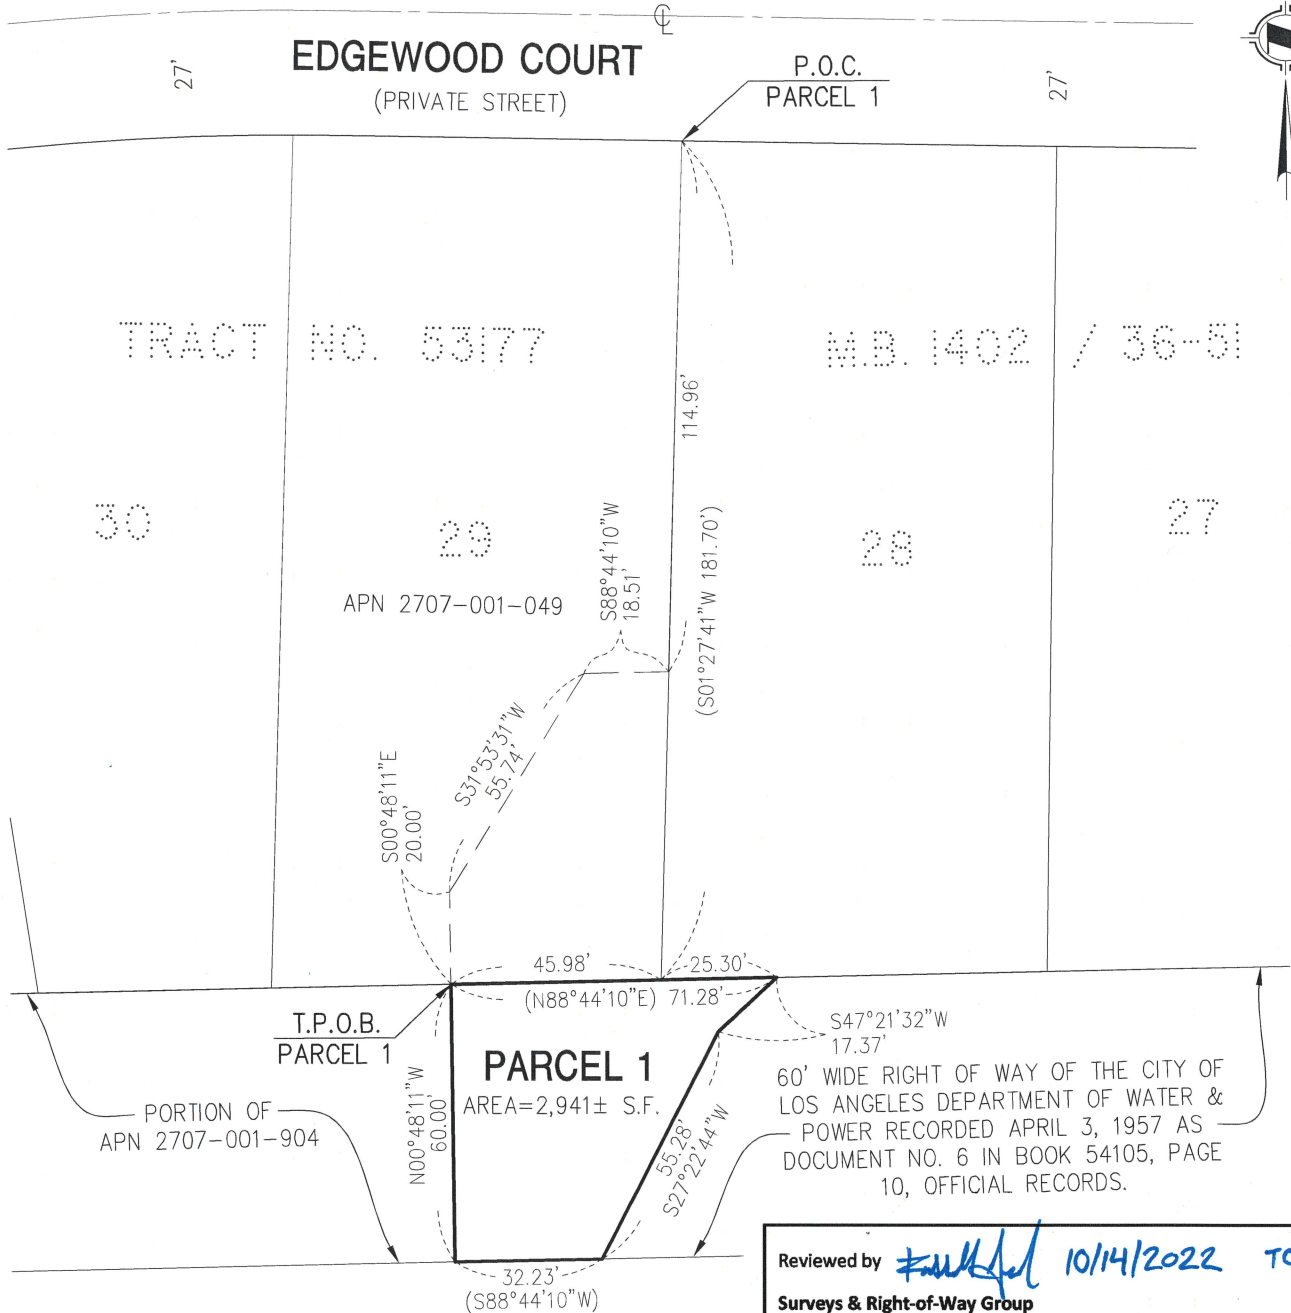 ℄
EDGEWOOD COURT
(PRIVATE STREET)
27'
P.O.C.
PARCEL 1
27'
TRACT NO. 53177
M.B. 1402 / 36-51
114.96'
(S01°27'41"W 181.70')
30
29
28
27
APN 2707-001-049
S88°44'10"W
18.51'
S31°53'31"W
55.74'
S00°48'11"E
20.00'
45.98'
25.30'
(N88°44'10"E) 71.28'
T.P.O.B.
PARCEL 1
S47°21'32"W
17.37'
PARCEL 1
AREA=2,941± S.F.
N00°48'11"W
60.00'
55.28'
S27°22'44"W
PORTION OF
APN 2707-001-904
60' WIDE RIGHT OF WAY OF THE CITY OF
LOS ANGELES DEPARTMENT OF WATER &
POWER RECORDED APRIL 3, 1957 AS
DOCUMENT NO. 6 IN BOOK 54105, PAGE
10, OFFICIAL RECORDS.
32.23'
(S88°44'10"W)
Reviewed by 10/14/2022
Surveys & Right-of-Way Group